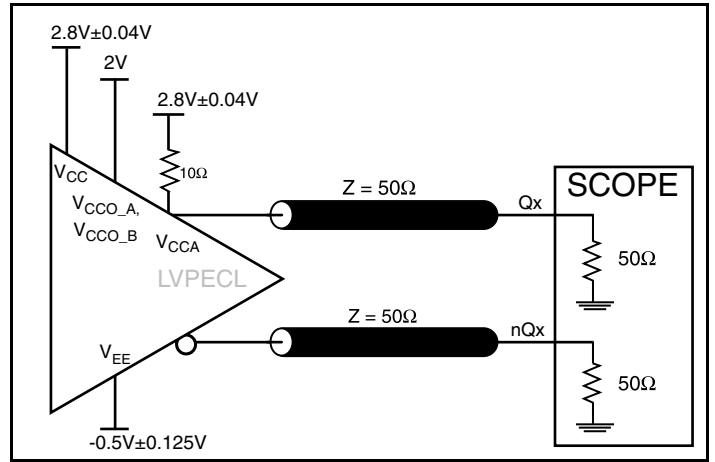 2.8V±0.04V
2V
2.8V±0.04V
10Ω
VCC
VCCO_A,
VCCO_B
VCCA
LVPECL
VEE
-0.5V±0.125V
Z = 50Ω
Qx
Z = 50Ω
nQx
SCOPE
50Ω
50Ω